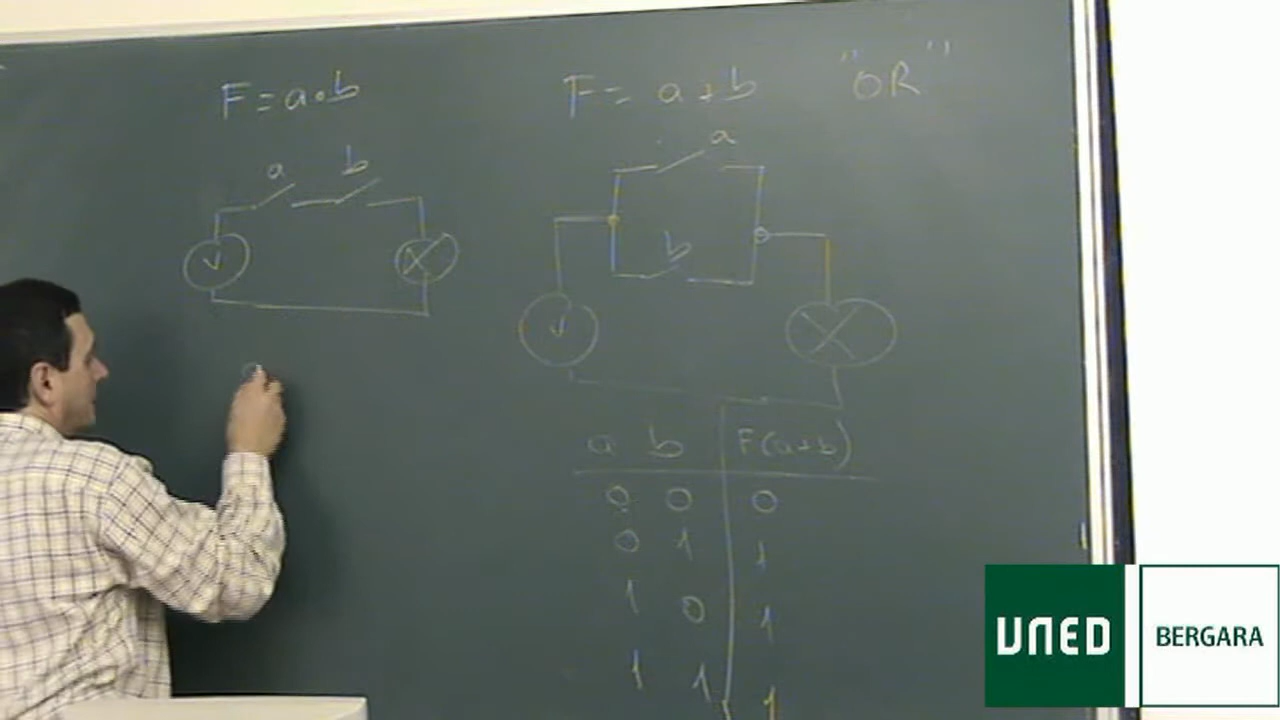 F = a • b
a b
V
F = a + b "OR"
a
b
V
a b F(a+b)
0 0 0
0 1 1
1 0 1
1 1 1
UNED BERGARA